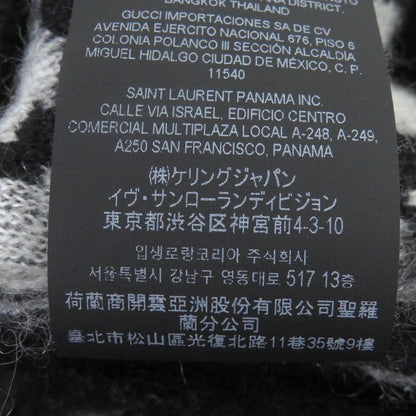 BANGKOK THAILAND
GUCCI IMPORTACIONES SA DE CV
AVENIDA EJERCITO NACIONAL 676, PISO 6
COLONIA POLANCO III SECCIÓN ALCALDÍA
MIGUEL HIDALGO CIUDAD DE MÉXICO, C. P.
11540
SAINT LAURENT PANAMA INC.
CALLE VIA ISRAEL, EDIFICIO CENTRO
COMERCIAL MULTIPLAZA LOCAL A-248, A-249,
A250 SAN FRANCISCO, PANAMA
㈱ケリングジャパン
イヴ・サンローランディビジョン
東京都渋谷区神宮前4-3-10
입생로랑코리아 주식회사
서울특별시 강남구 영동대로 517 13층
荷蘭商開雲亞洲股份有限公司聖羅
蘭分公司
臺北市松山區光復北路11巷35號9樓